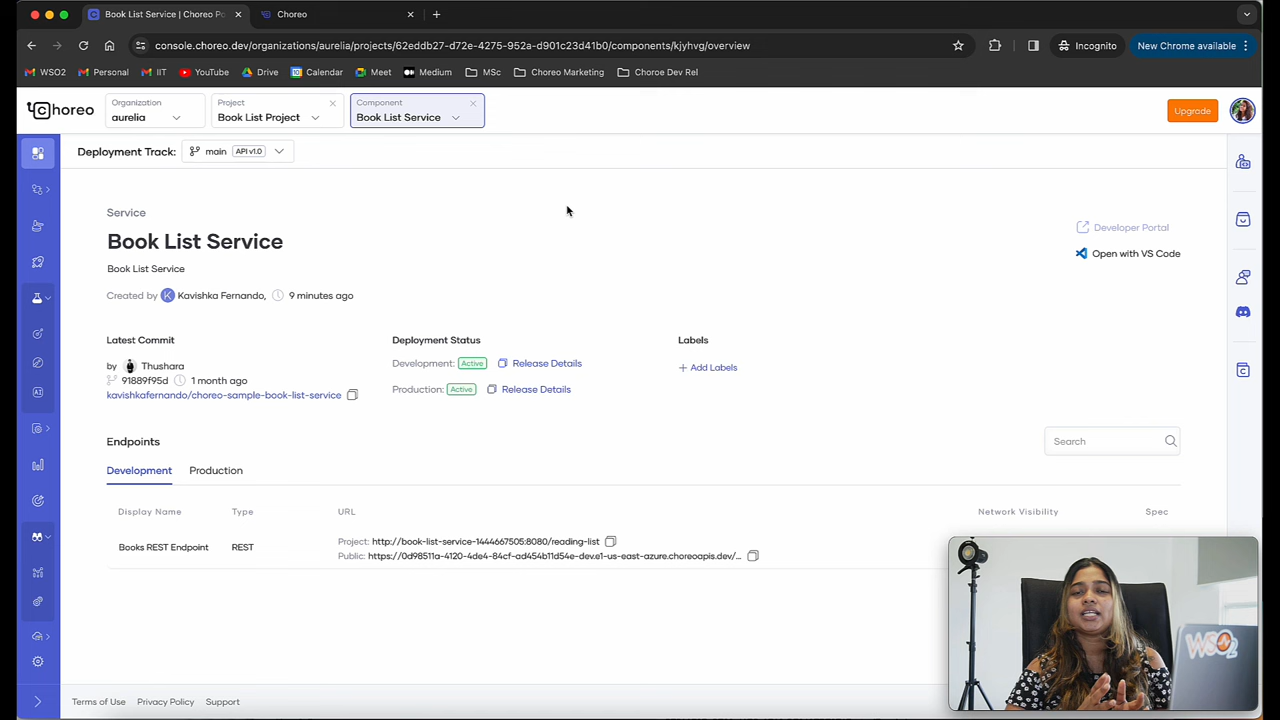 Book List Service | Choreo Po
Choreo
console.choreo.dev/organizations/aurelia/projects/62eddb27-d72e-4275-952a-d901c23d41b0/components/kjyhvg/overview
Incognito
New Chrome available
WSO2
Personal
IIT
YouTube
Drive
Calendar
Meet
Medium
MSc
Choreo Marketing
Choroe Dev Rel
Choreo
Organization
aurelia
Project
Book List Project
Component
Book List Service
Upgrade
Deployment Track:
main
API v1.0
Service
Book List Service
Book List Service
Created by K Kavishka Fernando, 9 minutes ago
Developer Portal
Open with VS Code
Latest Commit
by Thushara
91889f95d 1 month ago
kavishkafernando/choreo-sample-book-list-service
Deployment Status
Development: Active Release Details
Production: Active Release Details
Labels
+ Add Labels
Endpoints
Search
Development
Production
Display Name Type URL Network Visibility Spec
Books REST Endpoint REST
Project: http://book-list-service-1444667505:8080/reading-list
Public: https://0d98511a-4120-4de4-84cf-ad454b11d54e-dev.e1-us-east-azure.choreoapis.dev/...
WSO2
Terms of Use Privacy Policy Support